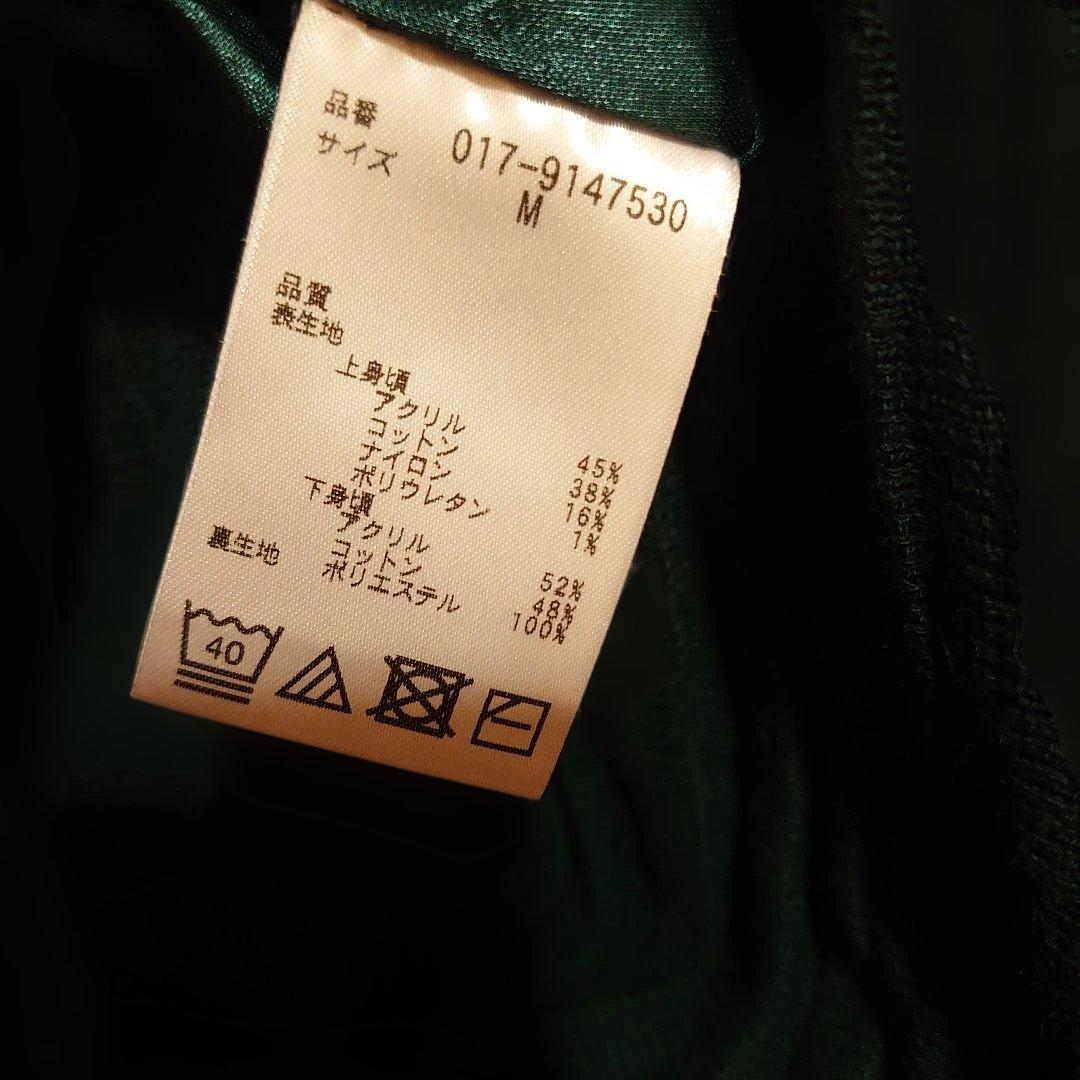 品番 017-9147530
サイズ M
品質
表生地
上身頃
アクリル 45%
コットン 38%
ナイロン 16%
ポリウレタン 1%
下身頃
アクリル 52%
コットン 48%
裏生地 ポリエステル 100%
40